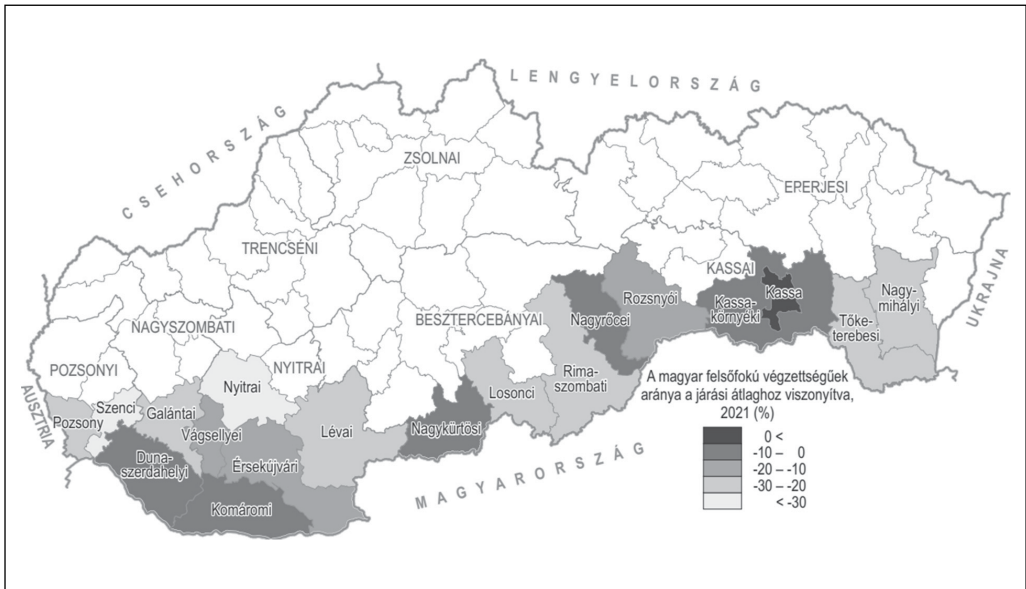 LENGYELORSZÁG
CSEHORSZÁG
ZSOLNAI
EPERJESI
TRENCSÉNI
UKRAJNA
KASSAI
Kassa
Kassa-
környéki
Rozsnyói
Nagy-
mihályi
Tőke-
terebesi
Nagyrőcei
BESZTERCEBÁNYAI
NAGYSZOMBATI
NYITRAI
POZSONYI
Nyitrai
Rima-
szombati
Losonci
AUSZTRIA
Szenci
Pozsony
Galántai
Vágsellyei
Lévai
Nagykürtösi
Duna-
szerdahelyi
Érsekújvári
Komáromi
MAGYARORSZÁG
A magyar felsőfokú végzettségűek
aránya a járási átlaghoz viszonyítva,
2021 (%)
0 <
-10 – 0
-20 – -10
-30 – -20
< -30